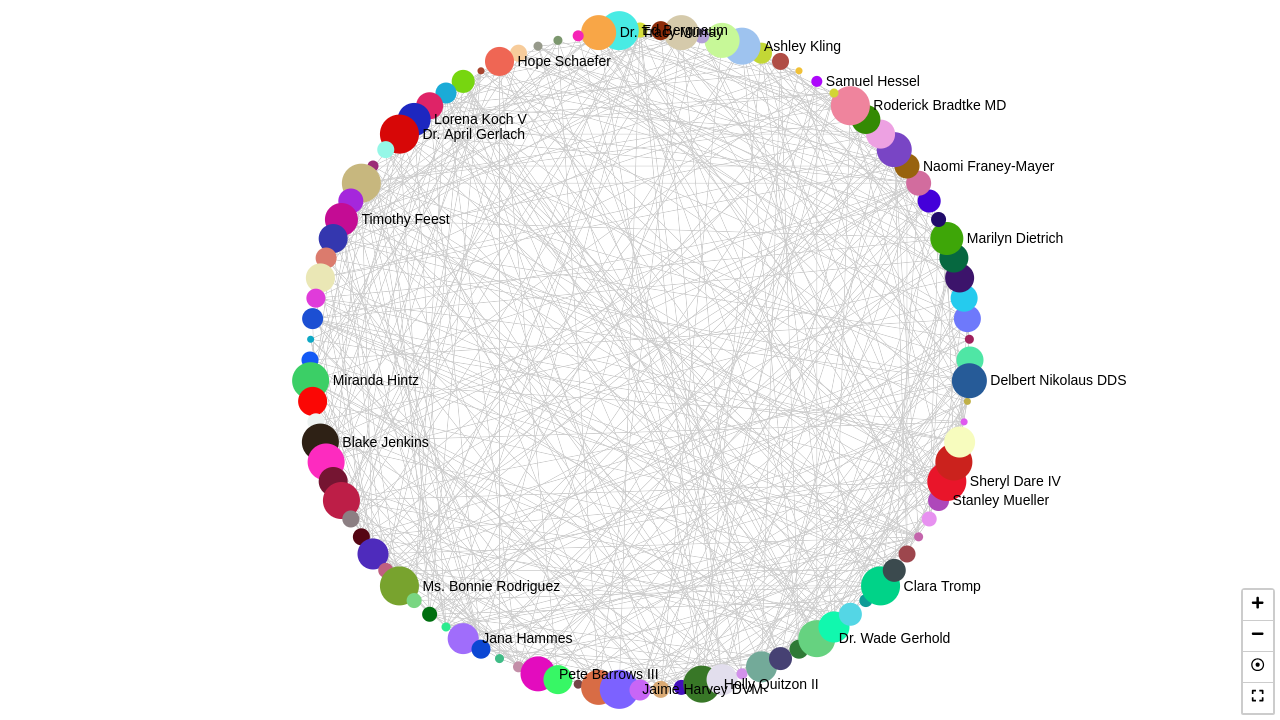 Dr. Tracy Murray
Ed Bergnaum
Ashley Kling
Hope Schaefer
Samuel Hessel
Roderick Bradtke MD
Lorena Koch V
Dr. April Gerlach
Naomi Franey-Mayer
Timothy Feest
Marilyn Dietrich
Miranda Hintz
Delbert Nikolaus DDS
Blake Jenkins
Sheryl Dare IV
Stanley Mueller
Ms. Bonnie Rodriguez
Clara Tromp
Jana Hammes
Dr. Wade Gerhold
Pete Barrows III
Holly Quitzon II
Jaime Harvey DVM